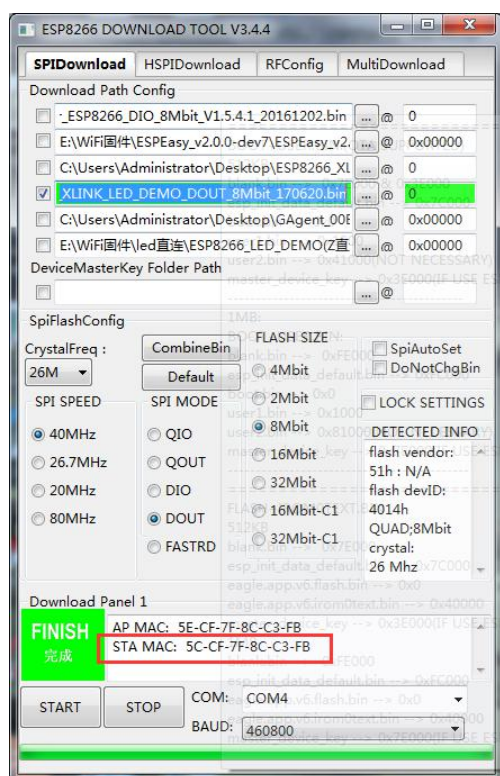 ESP8266 DOWNLOAD TOOL V3.4.4
SPIDownload HSPIDownload RFConfig MultiDownload
Download Path Config
-_ESP8266_DIO_8Mbit_V1.5.4.1_20161202.bin ... @ 0
E:\WiFi固件\ESPEasy_v2.0.0-dev7\ESPEasy_v2. ... @ 0x00000
C:\Users\Administrator\Desktop\ESP8266_XL ... @ 0
_XLINK_LED_DEMO_DOUT_8Mbit_170620.bin ... @ 0
C:\Users\Administrator\Desktop\GAgent_00E ... @ 0x00000
E:\WiFi固件\led直连\ESP8266_LED_DEMO(Z直 ... @ 0x00000
DeviceMasterKey Folder Path
... @
SpiFlashConfig
CrystalFreq :
26M
CombineBin
Default
SPI SPEED
40MHz
26.7MHz
20MHz
80MHz
SPI MODE
QIO
QOUT
DIO
DOUT
FASTRD
FLASH SIZE
4Mbit
2Mbit
8Mbit
16Mbit
32Mbit
16Mbit-C1
32Mbit-C1
SpiAutoSet
DoNotChgBin
LOCK SETTINGS
DETECTED INFO
flash vendor:
51h : N/A
flash devID:
4014h
QUAD;8Mbit
crystal:
26 Mhz
Download Panel 1
FINISH
完成
AP MAC: 5E-CF-7F-8C-C3-FB
STA MAC: 5C-CF-7F-8C-C3-FB
START STOP
COM: COM4
BAUD: 460800